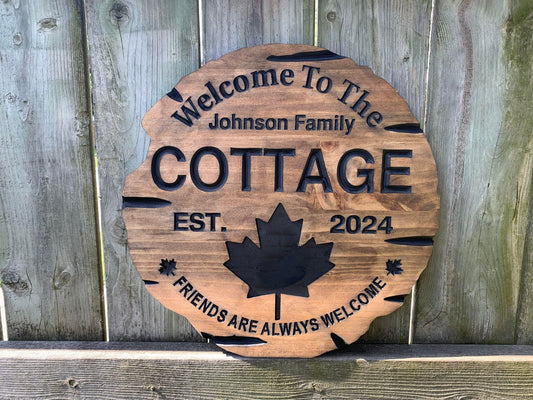 Welcome To The
Johnson Family
COTTAGE
EST. 2024
FRIENDS ARE ALWAYS WELCOME